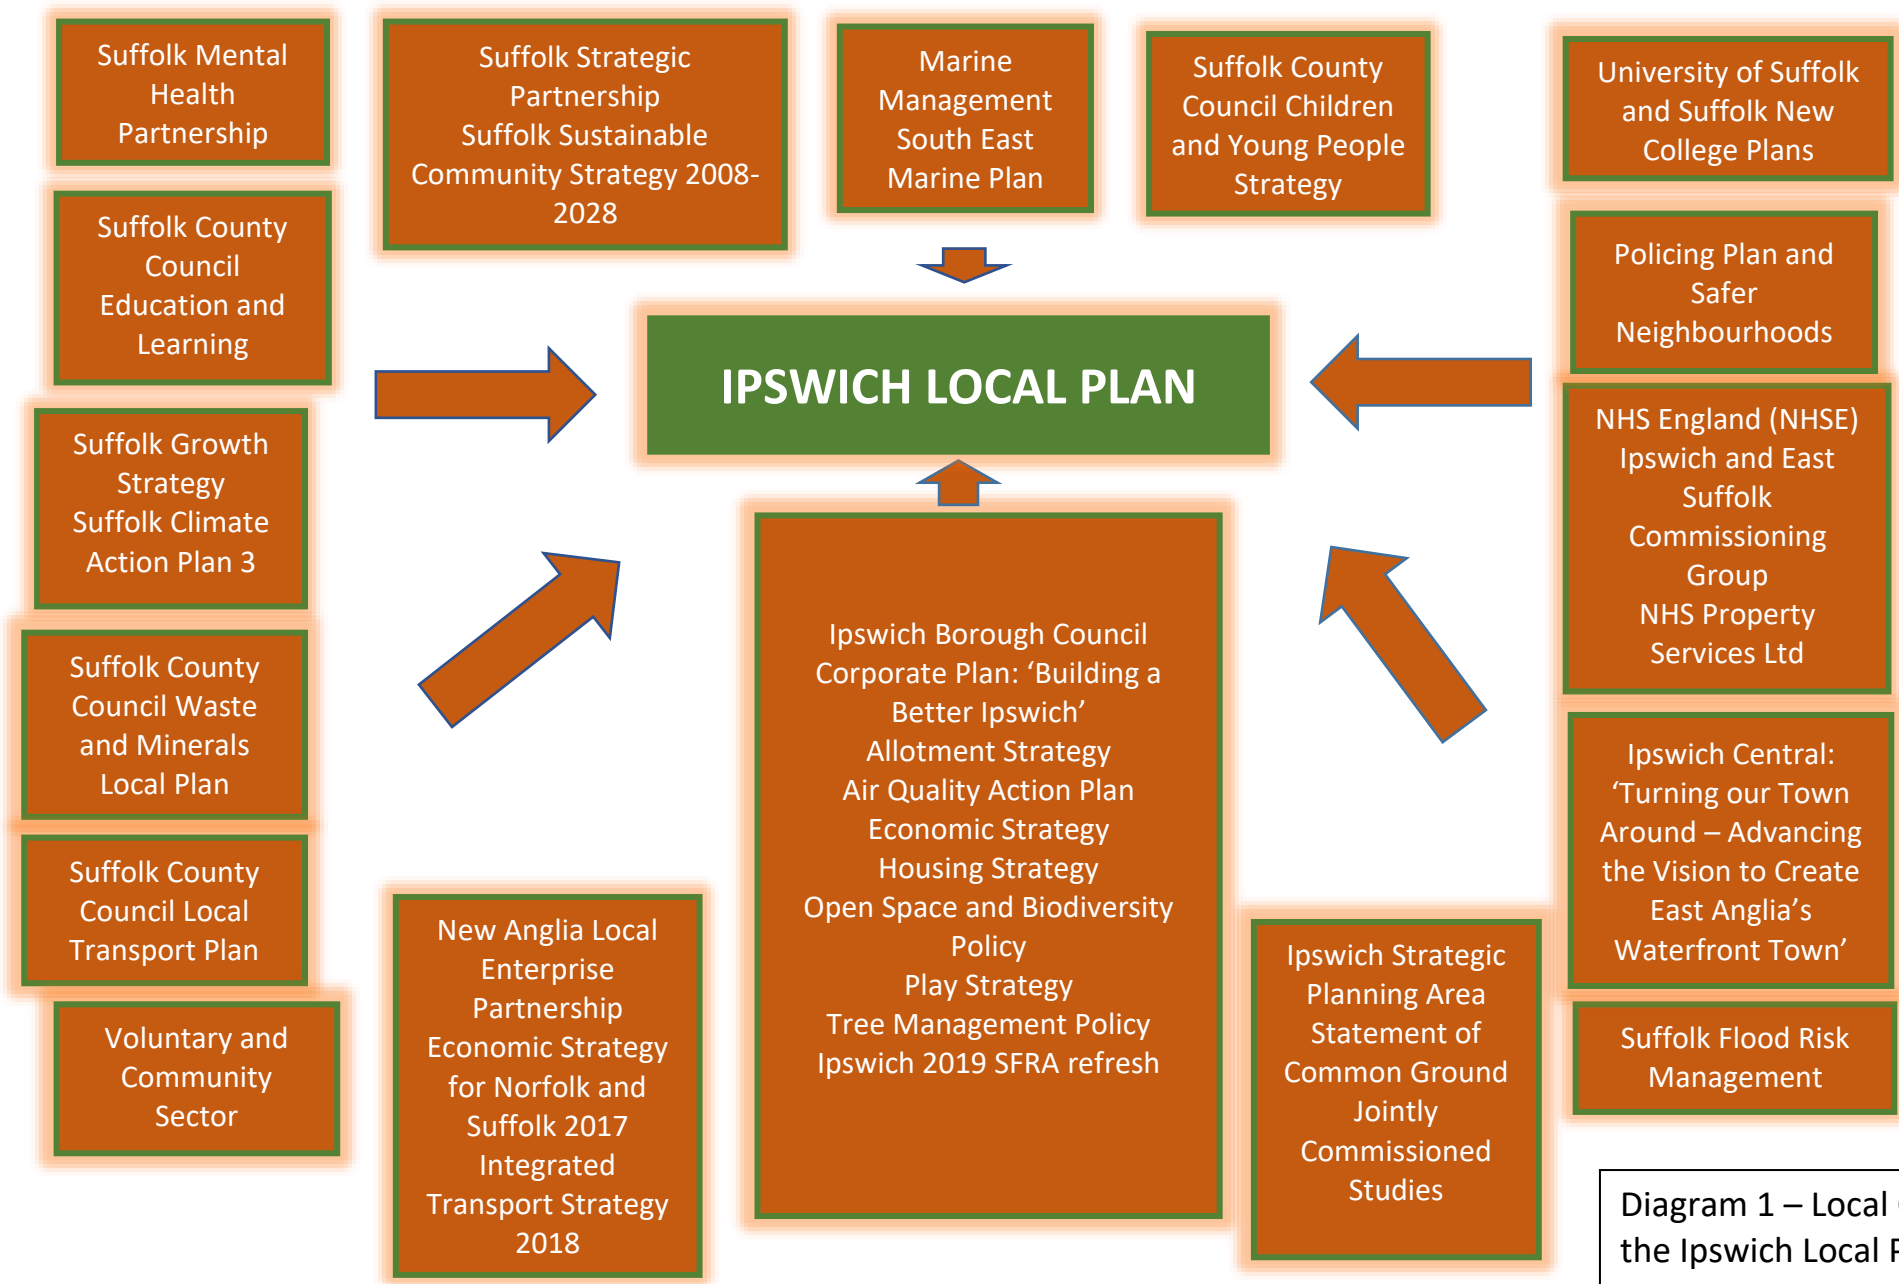 Suffolk Mental
Health
Partnership
Suffolk Strategic
Partnership
Suffolk Sustainable
Community Strategy 2008-
2028
Marine
Management
South East
Marine Plan
Suffolk County
Council Children
and Young People
Strategy
University of Suffolk
and Suffolk New
College Plans
Suffolk County
Council
Education and
Learning
Policing Plan and
Safer
Neighbourhoods
IPSWICH LOCAL PLAN
Suffolk Growth
Strategy
Suffolk Climate
Action Plan 3
NHS England (NHSE)
Ipswich and East
Suffolk
Commissioning
Group
NHS Property
Services Ltd
Suffolk County
Council Waste
and Minerals
Local Plan
Ipswich Borough Council
Corporate Plan: ‘Building a
Better Ipswich’
Allotment Strategy
Air Quality Action Plan
Economic Strategy
Housing Strategy
Open Space and Biodiversity
Policy
Play Strategy
Tree Management Policy
Ipswich 2019 SFRA refresh
Ipswich Central:
‘Turning our Town
Around – Advancing
the Vision to Create
East Anglia’s
Waterfront Town’
Suffolk County
Council Local
Transport Plan
New Anglia Local
Enterprise
Partnership
Economic Strategy
for Norfolk and
Suffolk 2017
Integrated
Transport Strategy
2018
Ipswich Strategic
Planning Area
Statement of
Common Ground
Jointly
Commissioned
Studies
Voluntary and
Community
Sector
Suffolk Flood Risk
Management
Diagram 1 – Local
the Ipswich Local